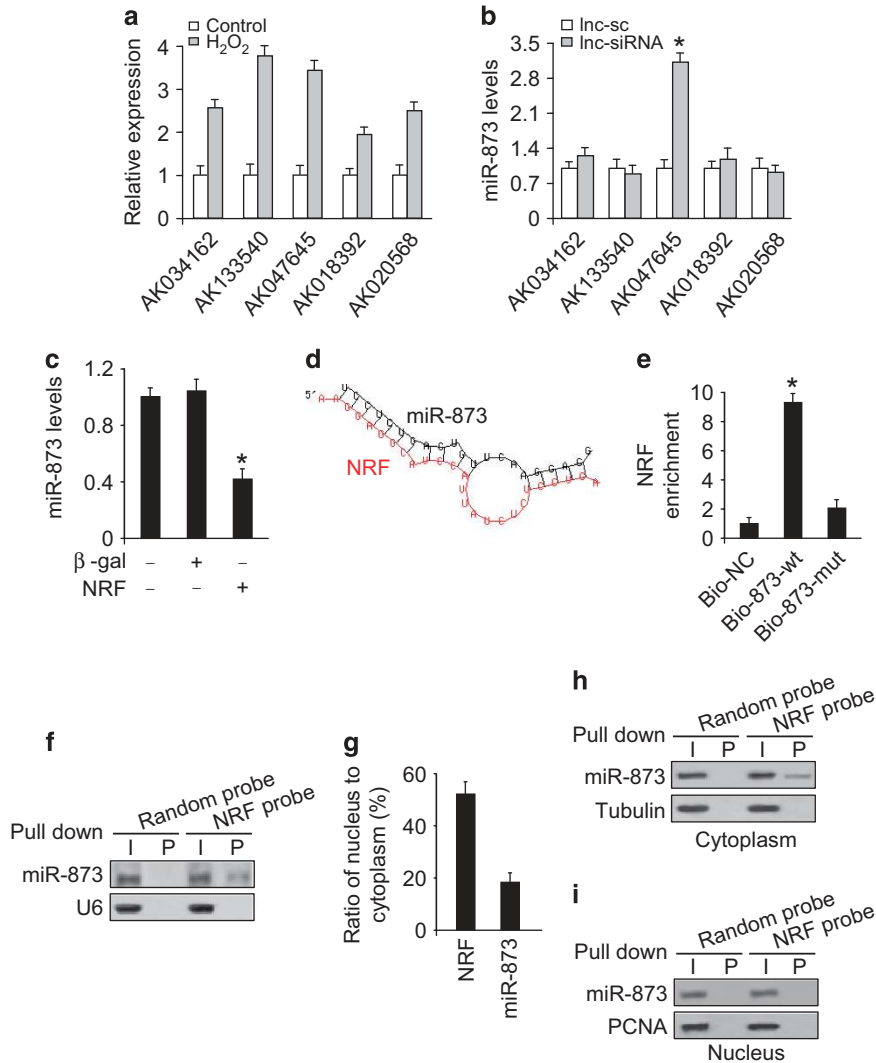 a
Control
H2O2
Relative expression
4
3
2
1
0
AK034162
AK133540
AK047645
AK018392
AK020568
b
lnc-sc
lnc-siRNA
miR-873 levels
3.5
2.8
2.1
1.4
0.7
0
*
AK034162
AK133540
AK047645
AK018392
AK020568
c
miR-873 levels
1.2
0.8
0.4
0
*
β-gal – + –
NRF – – +
d
5'
miR-873
NRF
e
NRF enrichment
10
8
6
4
2
0
*
Bio-NC
Bio-873-wt
Bio-873-mut
f
Random probe
NRF probe
Pull down
I P I P
miR-873
U6
g
Ratio of nucleus to
cytoplasm (%)
60
40
20
0
NRF
miR-873
h
Random probe
NRF probe
Pull down
I P I P
miR-873
Tubulin
Cytoplasm
i
Random probe
NRF probe
Pull down
I P I P
miR-873
PCNA
Nucleus